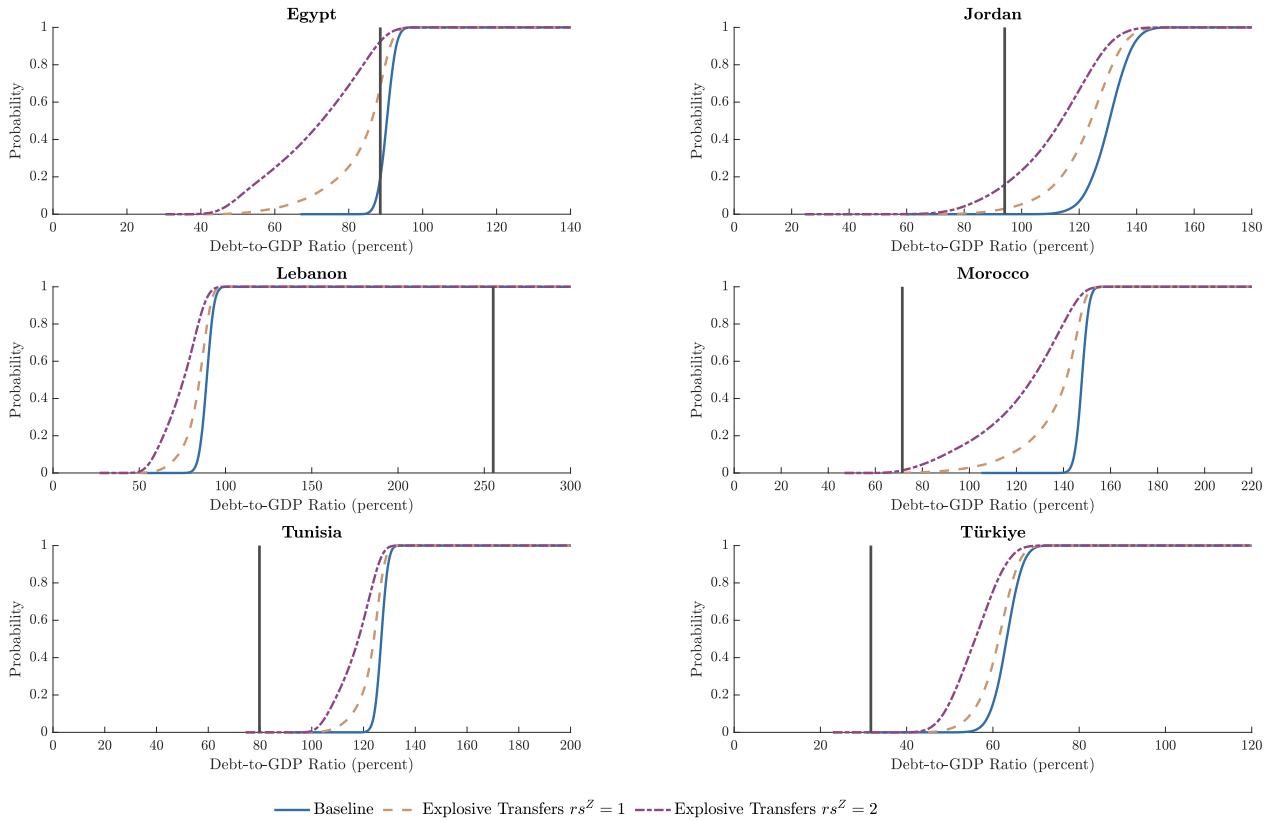 Egypt
Probability
1
0.8
0.6
0.4
0.2
0
0 20 40 60 80 100 120 140
Debt-to-GDP Ratio (percent)
Jordan
Probability
1
0.8
0.6
0.4
0.2
0
0 20 40 60 80 100 120 140 160 180
Debt-to-GDP Ratio (percent)
Lebanon
Probability
1
0.8
0.6
0.4
0.2
0
0 50 100 150 200 250 300
Debt-to-GDP Ratio (percent)
Morocco
Probability
1
0.8
0.6
0.4
0.2
0
0 20 40 60 80 100 120 140 160 180 200 220
Debt-to-GDP Ratio (percent)
Tunisia
Probability
1
0.8
0.6
0.4
0.2
0
0 20 40 60 80 100 120 140 160 180 200
Debt-to-GDP Ratio (percent)
Türkiye
Probability
1
0.8
0.6
0.4
0.2
0
0 20 40 60 80 100 120
Debt-to-GDP Ratio (percent)
Baseline Explosive Transfers rs^Z = 1 Explosive Transfers rs^Z = 2